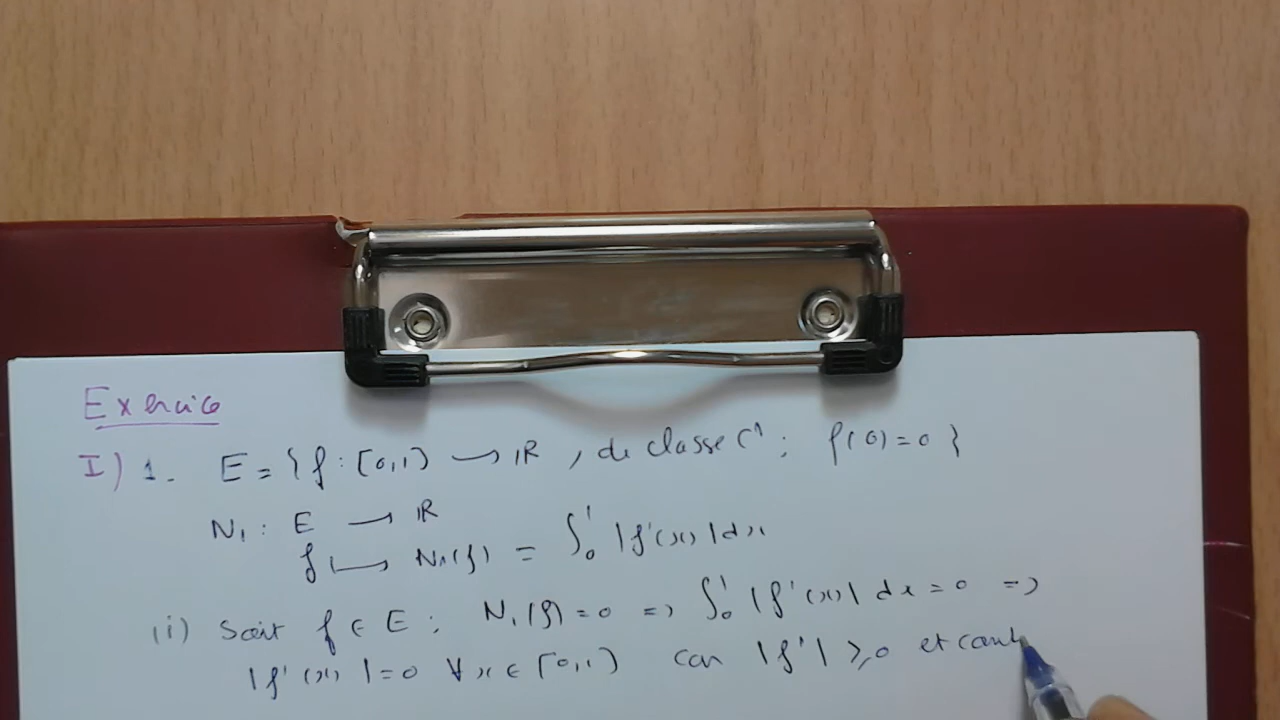 Exercice
I) 1. E = { f : [0,1] → ℝ, de classe C¹ ; f(0) = 0 }
N₁ : E → ℝ
f ↦ N₁(f) = ∫₀¹ |f'(x)| dx
(i) Soit f ∈ E : N₁(f) = 0 ⇒ ∫₀¹ |f'(x)| dx = 0 ⇒
|f'(x)| = 0 ∀ x ∈ [0,1] car |f'| ≥ 0 et cont